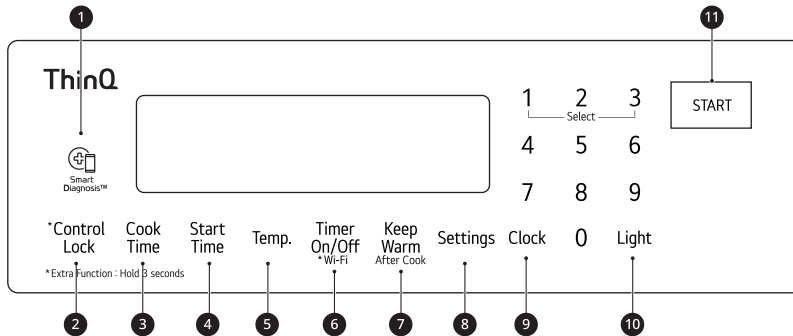 1
11
ThinQ
1 2 3
Select
START
4 5 6
Smart
Diagnosis™
7 8 9
*Control
Lock
Cook
Time
Start
Time
Temp.
Timer
On/Off
*Wi-Fi
Keep
Warm
After Cook
Settings
Clock
0
Light
*Extra Function : Hold 3 seconds
2 3 4 5 6 7 8 9 10